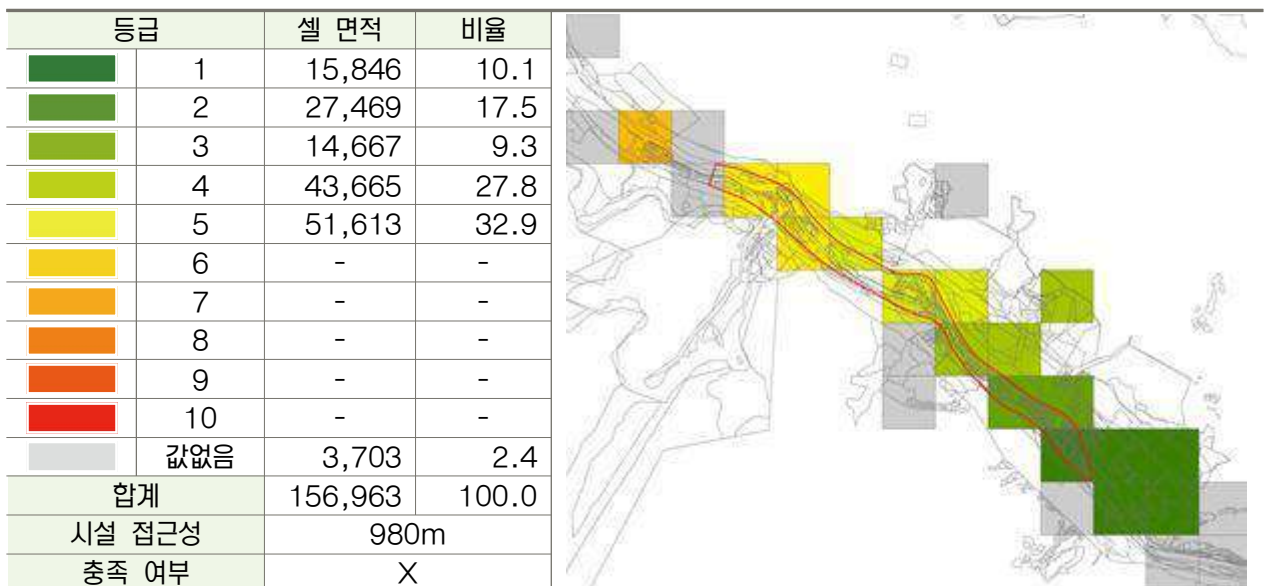 등급 셀 면적 비율
1 15,846 10.1
2 27,469 17.5
3 14,667 9.3
4 43,665 27.8
5 51,613 32.9
6 - -
7 - -
8 - -
9 - -
10 - -
값없음 3,703 2.4
합계 156,963 100.0
시설 접근성 980m
충족 여부 X